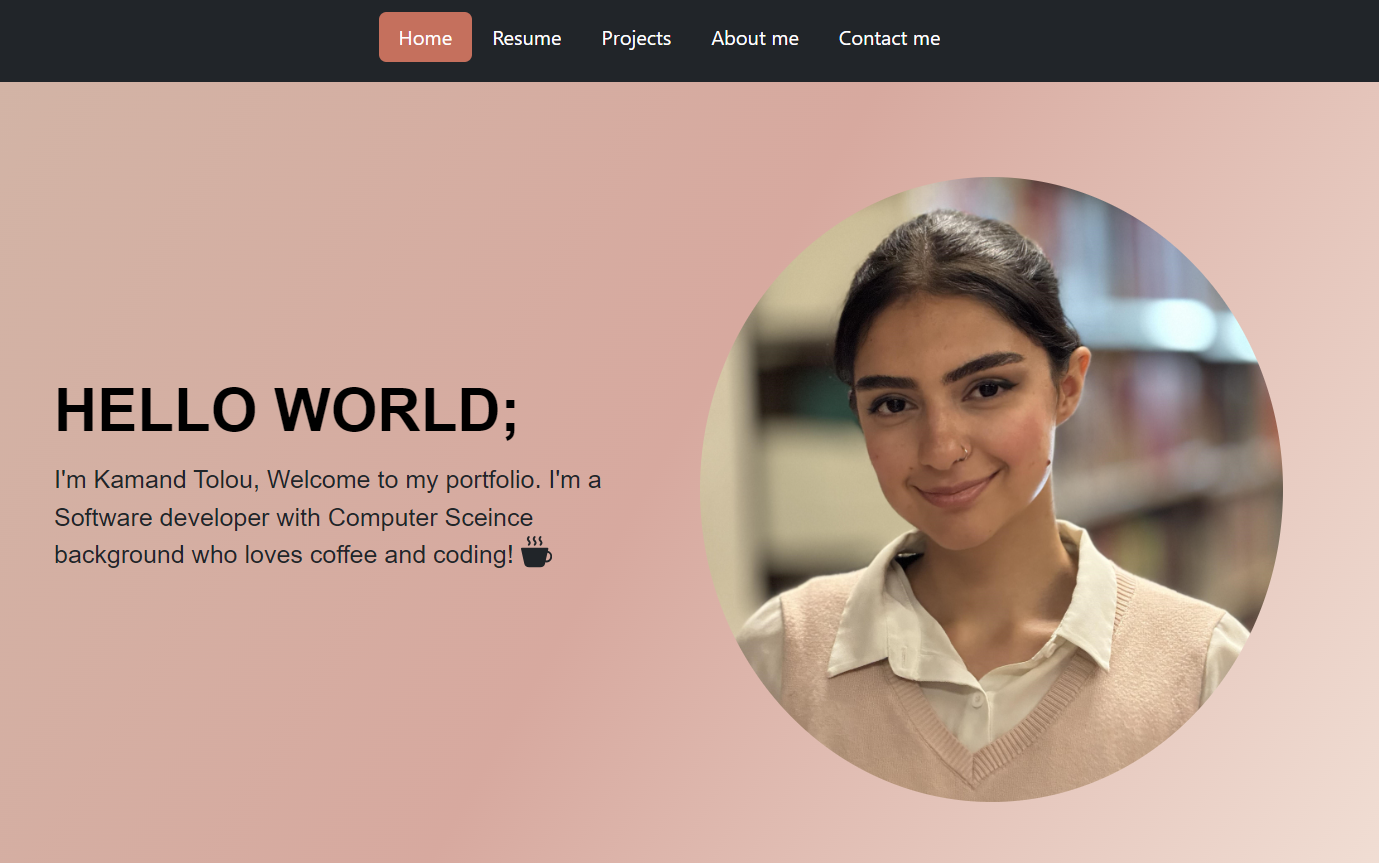 Home Resume Projects About me Contact me
HELLO WORLD;
I'm Kamand Tolou, Welcome to my portfolio. I'm a
Software developer with Computer Sceince
background who loves coffee and coding!